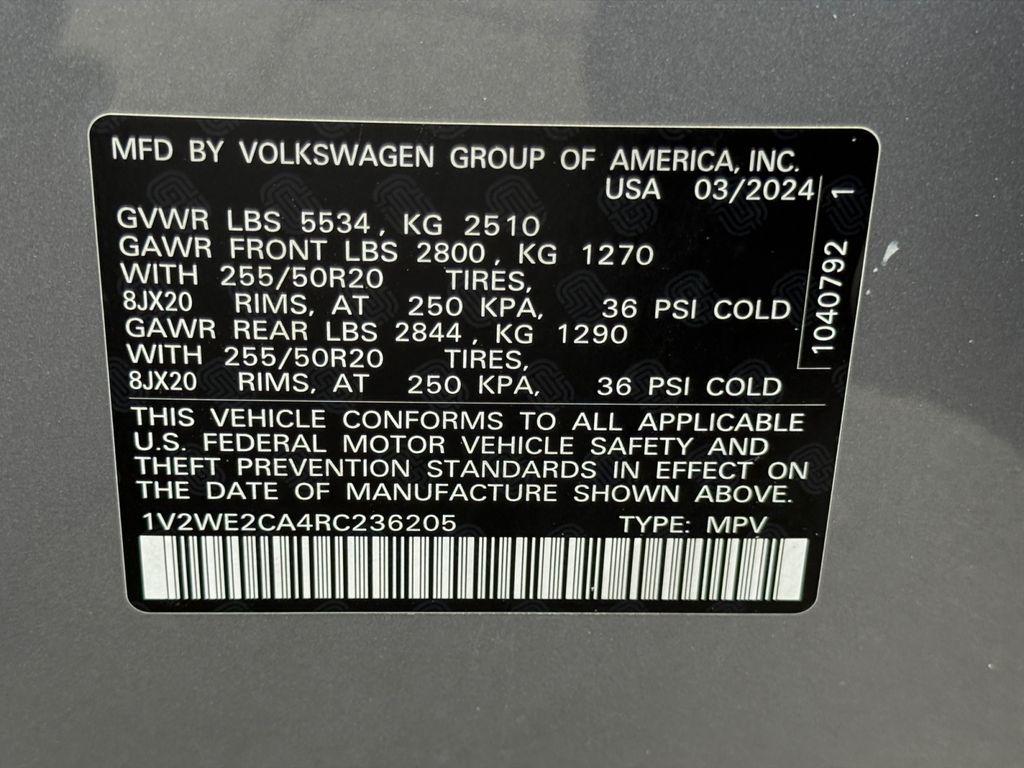 MFD BY VOLKSWAGEN GROUP OF AMERICA, INC.
USA 03/2024
GVWR LBS 5534, KG 2510
GAWR FRONT LBS 2800, KG 1270
WITH 255/50R20 TIRES,
8JX20 RIMS, AT 250 KPA, 36 PSI COLD
GAWR REAR LBS 2844, KG 1290
WITH 255/50R20 TIRES,
8JX20 RIMS, AT 250 KPA, 36 PSI COLD
1040792 1
THIS VEHICLE CONFORMS TO ALL APPLICABLE
U.S. FEDERAL MOTOR VEHICLE SAFETY AND
THEFT PREVENTION STANDARDS IN EFFECT ON
THE DATE OF MANUFACTURE SHOWN ABOVE.
1V2WE2CA4RC236205 TYPE: MPV